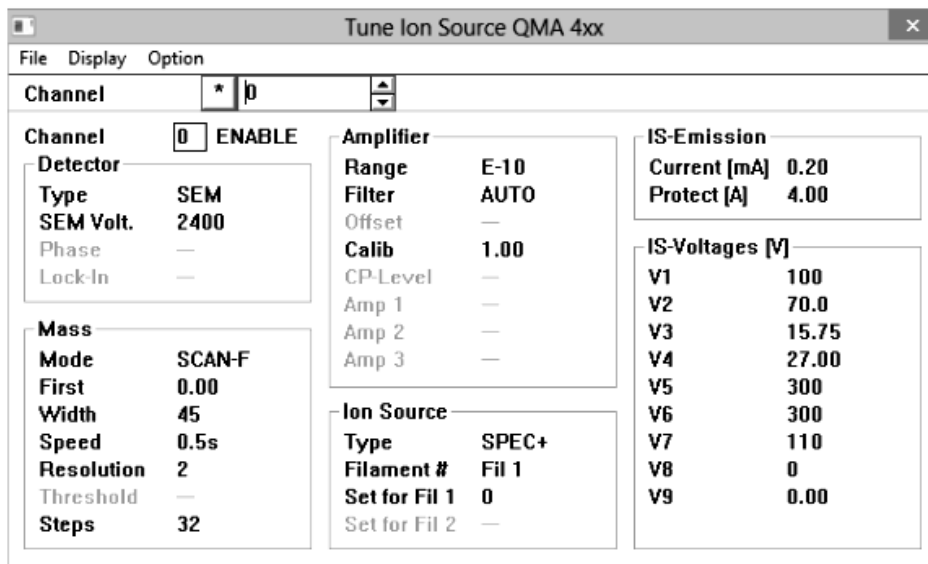 Tune Ion Source QMA 4xx
File Display Option
Channel * 0
Channel 0 ENABLE
Detector
Type SEM
SEM Volt. 2400
Phase —
Lock-In —
Mass
Mode SCAN-F
First 0.00
Width 45
Speed 0.5s
Resolution 2
Threshold —
Steps 32
Amplifier
Range E-10
Filter AUTO
Offset —
Calib 1.00
CP-Level —
Amp 1 —
Amp 2 —
Amp 3 —
Ion Source
Type SPEC+
Filament # Fil 1
Set for Fil 1 0
Set for Fil 2 —
IS-Emission
Current [mA] 0.20
Protect [A] 4.00
IS-Voltages [V]
V1 100
V2 70.0
V3 15.75
V4 27.00
V5 300
V6 300
V7 110
V8 0
V9 0.00